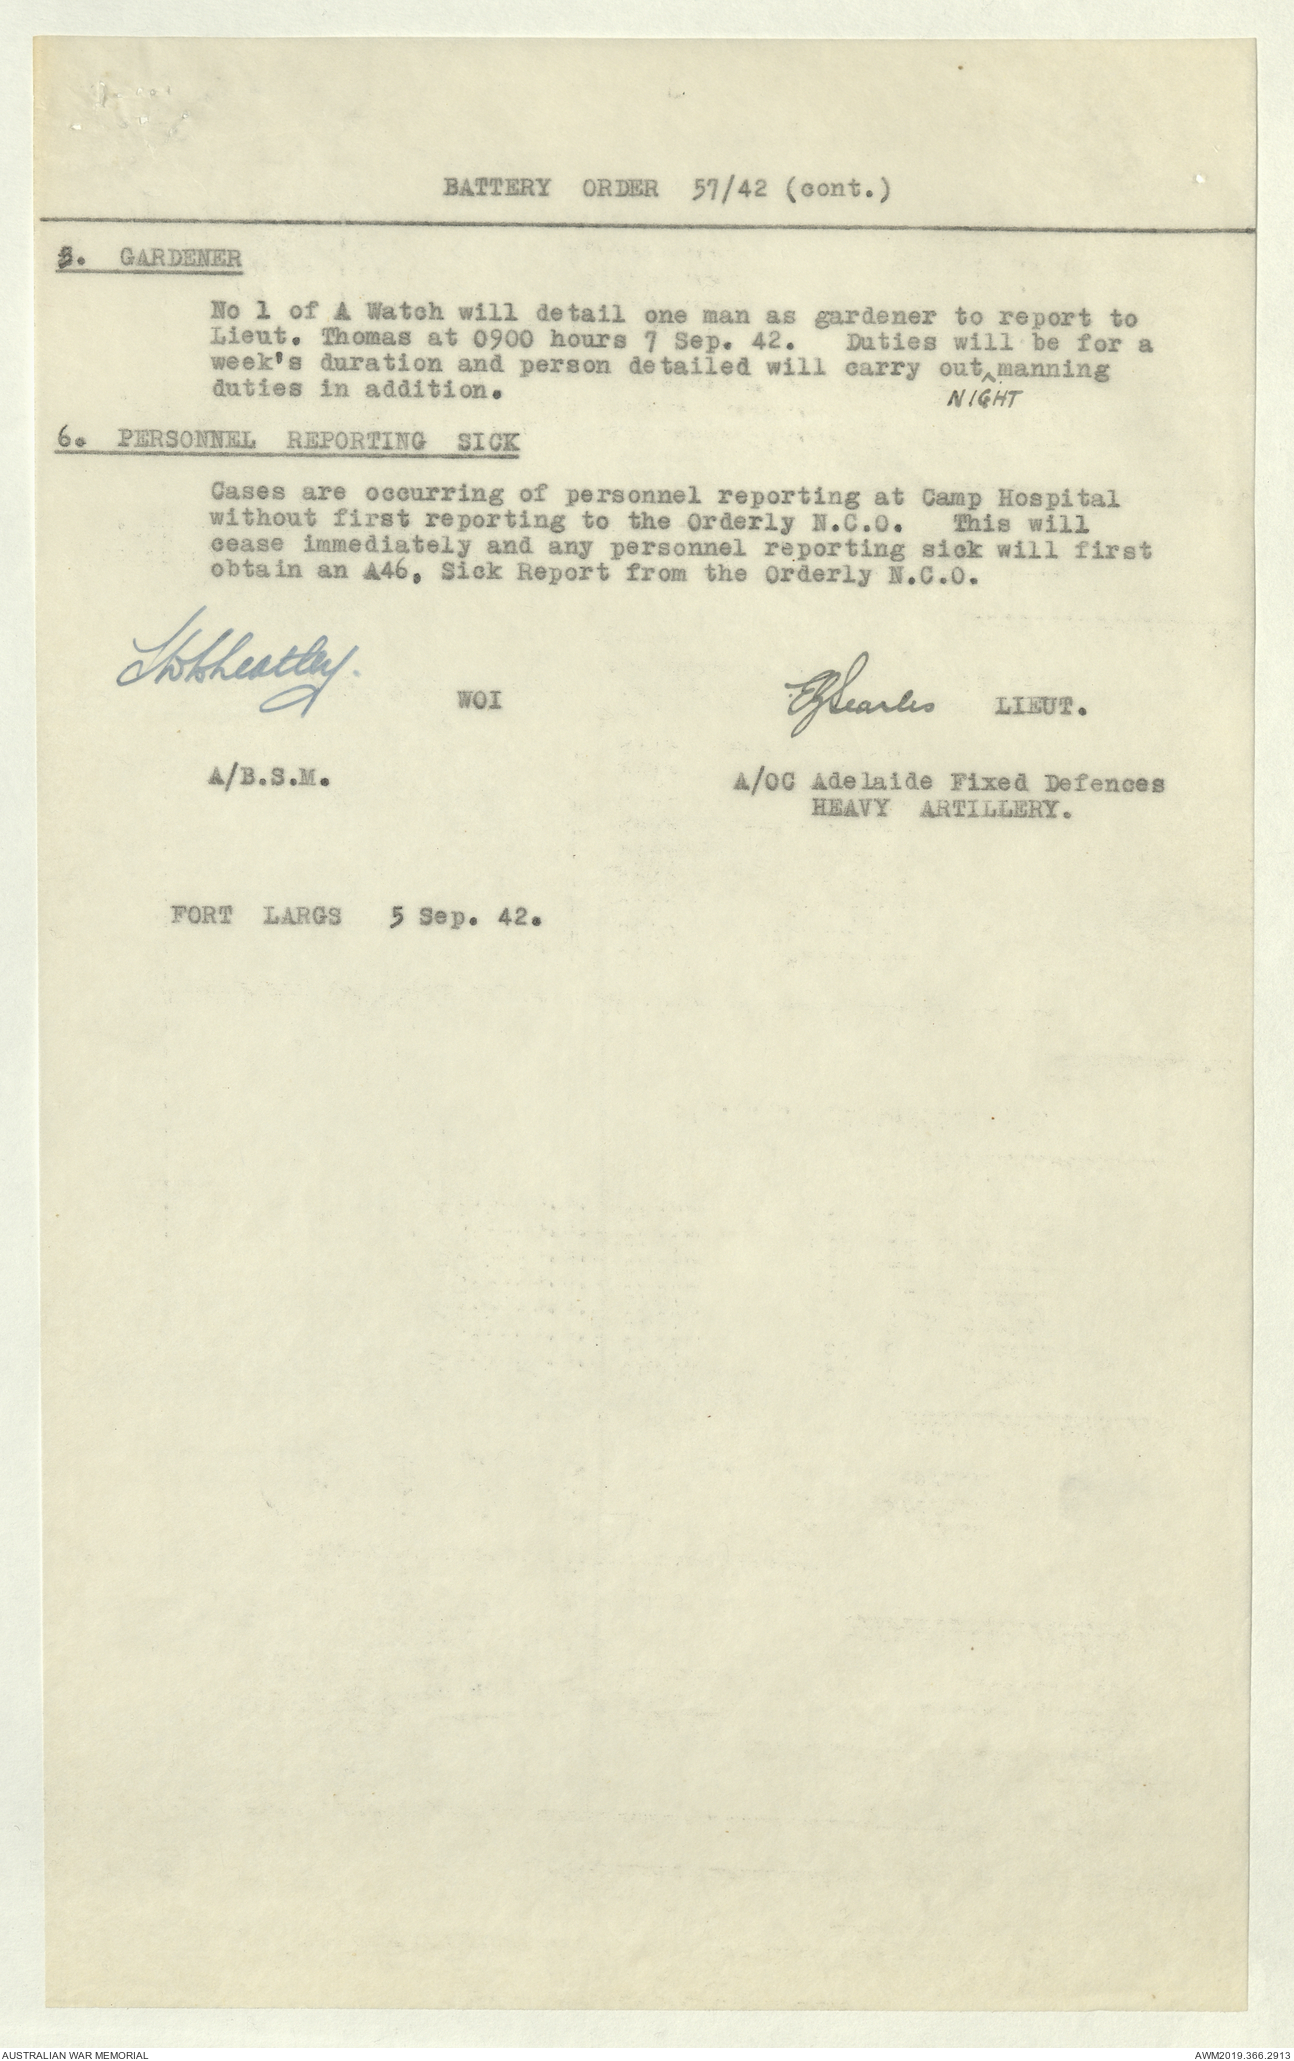 BATTERY ORDER 57/42 (cont.)
5. GARDENER
No 1 of A Watch will detail one man as gardener to report to
Lieut. Thomas at 0900 hours 7 Sep. 42. Duties will be for a
week's duration and person detailed will carry out ^ manning
NIGHT
duties in addition.
6. PERSONNEL REPORTING SICK
Cases are occurring of personnel reporting at Camp Hospital
without first reporting to the Orderly N.C.O. This will
cease immediately and any personnel reporting sick will first
obtain an A46, Sick Report from the Orderly N.C.O.
Wheatley.
WOI
Searles LIEUT.
A/B.S.M.
A/OC Adelaide Fixed Defences
HEAVY ARTILLERY.
FORT LARGS 5 Sep. 42.
AUSTRALIAN WAR MEMORIAL
AWM2019.366.2913